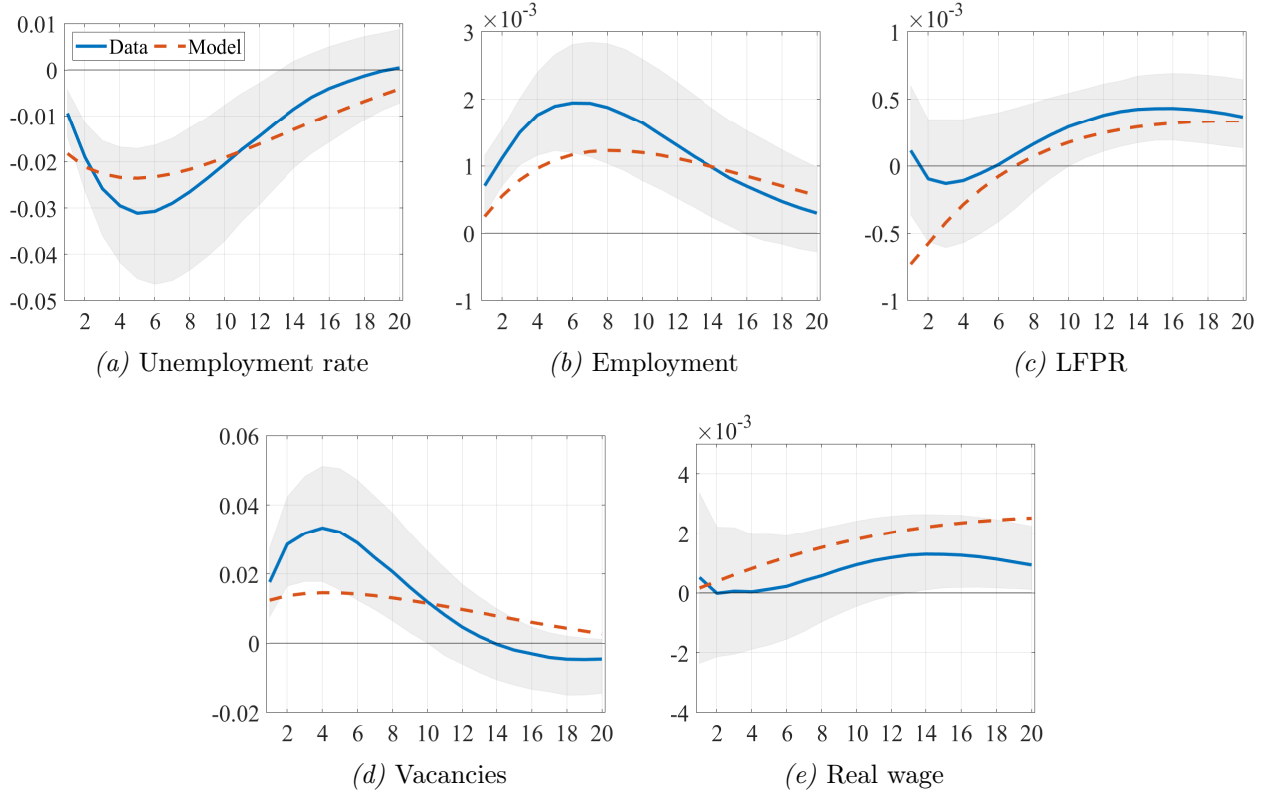 0.01
0
-0.01
-0.02
-0.03
-0.04
-0.05
Data Model
2 4 6 8 10 12 14 16 18 20
(a) Unemployment rate
×10⁻³
3
2
1
0
-1
2 4 6 8 10 12 14 16 18 20
(b) Employment
×10⁻³
1
0.5
0
-0.5
-1
2 4 6 8 10 12 14 16 18 20
(c) LFPR
0.06
0.04
0.02
0
-0.02
2 4 6 8 10 12 14 16 18 20
(d) Vacancies
×10⁻³
4
2
0
-2
-4
2 4 6 8 10 12 14 16 18 20
(e) Real wage